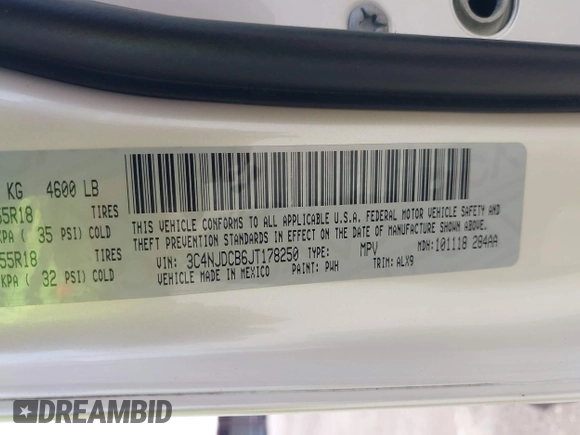 KG 4600 LB
55R18 TIRES
KPA ( 35 PSI) COLD
55R18 TIRES
KPA ( 32 PSI) COLD
THIS VEHICLE CONFORMS TO ALL APPLICABLE U.S.A. FEDERAL MOTOR VEHICLE SAFETY AND
THEFT PREVENTION STANDARDS IN EFFECT ON THE DATE OF MANUFACTURE SHOWN ABOVE.
VIN: 3C4NJDCB6JT178250 TYPE: MPV MDH: 101118 284AA
VEHICLE MADE IN MEXICO PAINT: PWH TRIM: ALX9
DREAMBID